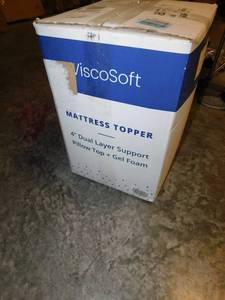 ViscoSoft
MATTRESS TOPPER
4" Dual Layer Support
Pillow Top + Gel Foam